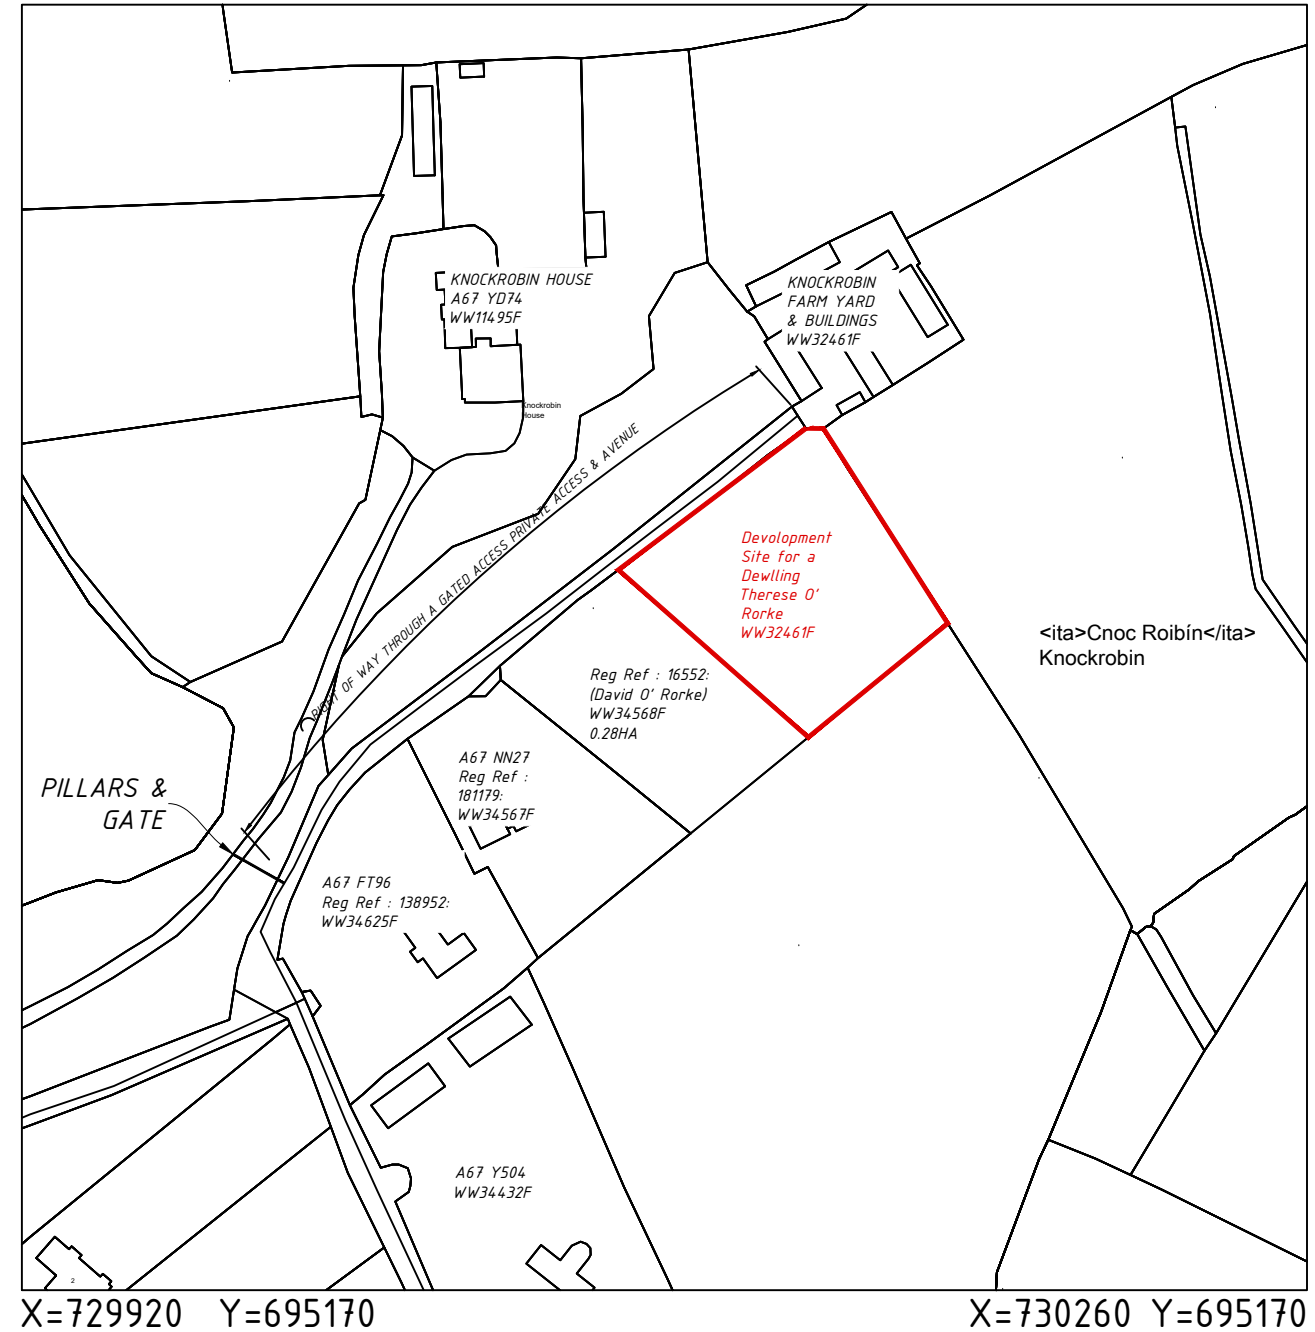 KNOCKROBIN HOUSE
A67 YD74
WW11495F
KNOCKROBIN
FARM YARD
& BUILDINGS
WW32461F
Knockrobin
House
RIGHT OF WAY THROUGH A GATED ACCESS PRIVATE ACCESS & AVENUE
Devolopment
Site for a
Dewlling
Therese O'
Rorke
WW32461F
<ita>Cnoc Roibín</ita>
Knockrobin
Reg Ref : 16552:
(David O' Rorke)
WW34568F
0.28HA
A67 NN27
Reg Ref :
181179:
WW34567F
PILLARS &
GATE
A67 FT96
Reg Ref : 138952:
WW34625F
A67 Y504
WW34432F
2
X=729920 Y=695170
X=730260 Y=695170